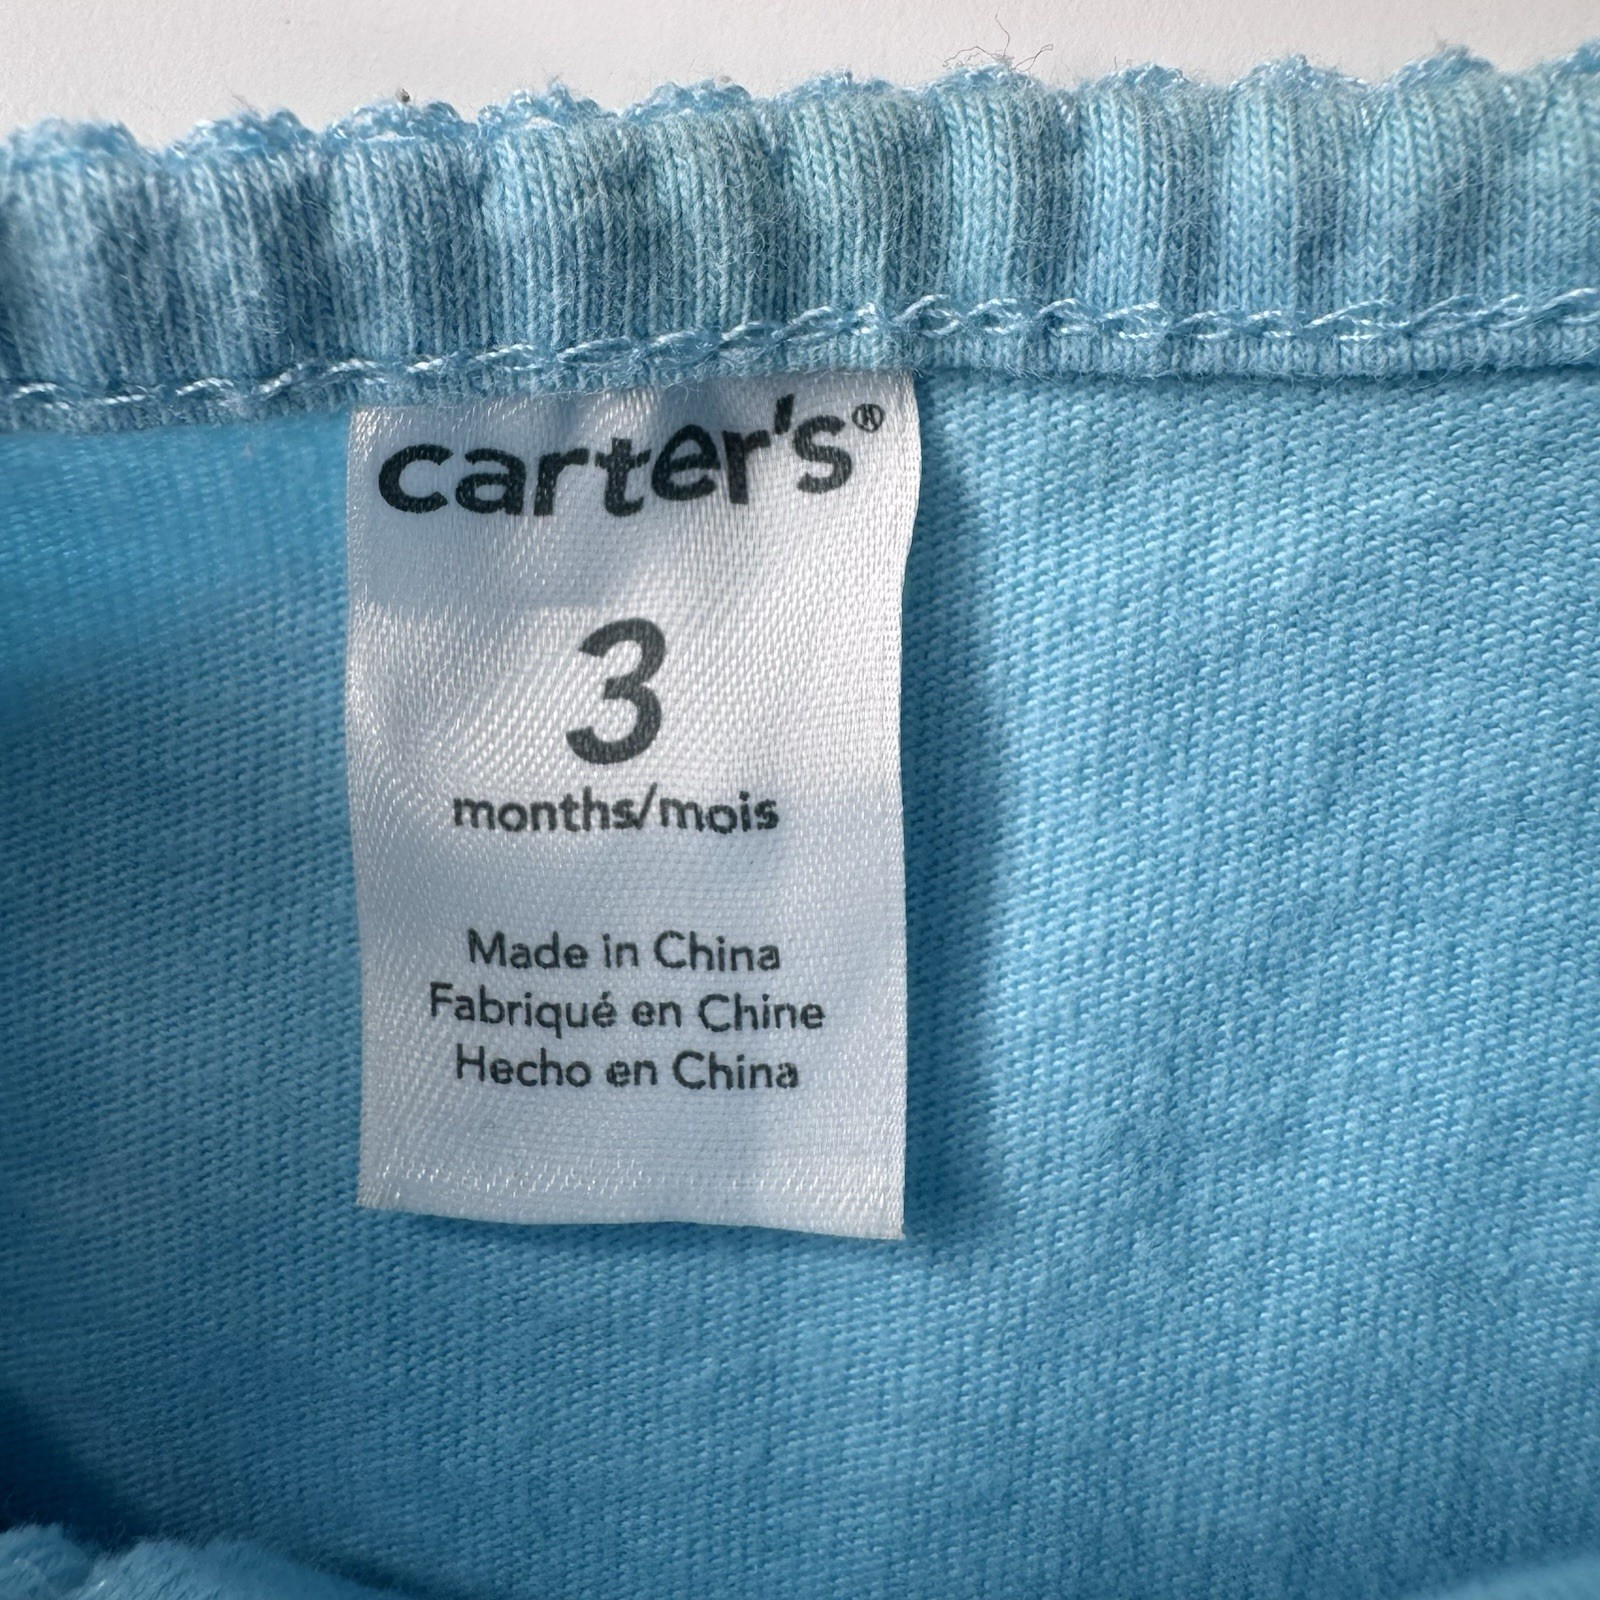 carter's®
3
months/mois
Made in China
Fabriqué en Chine
Hecho en China